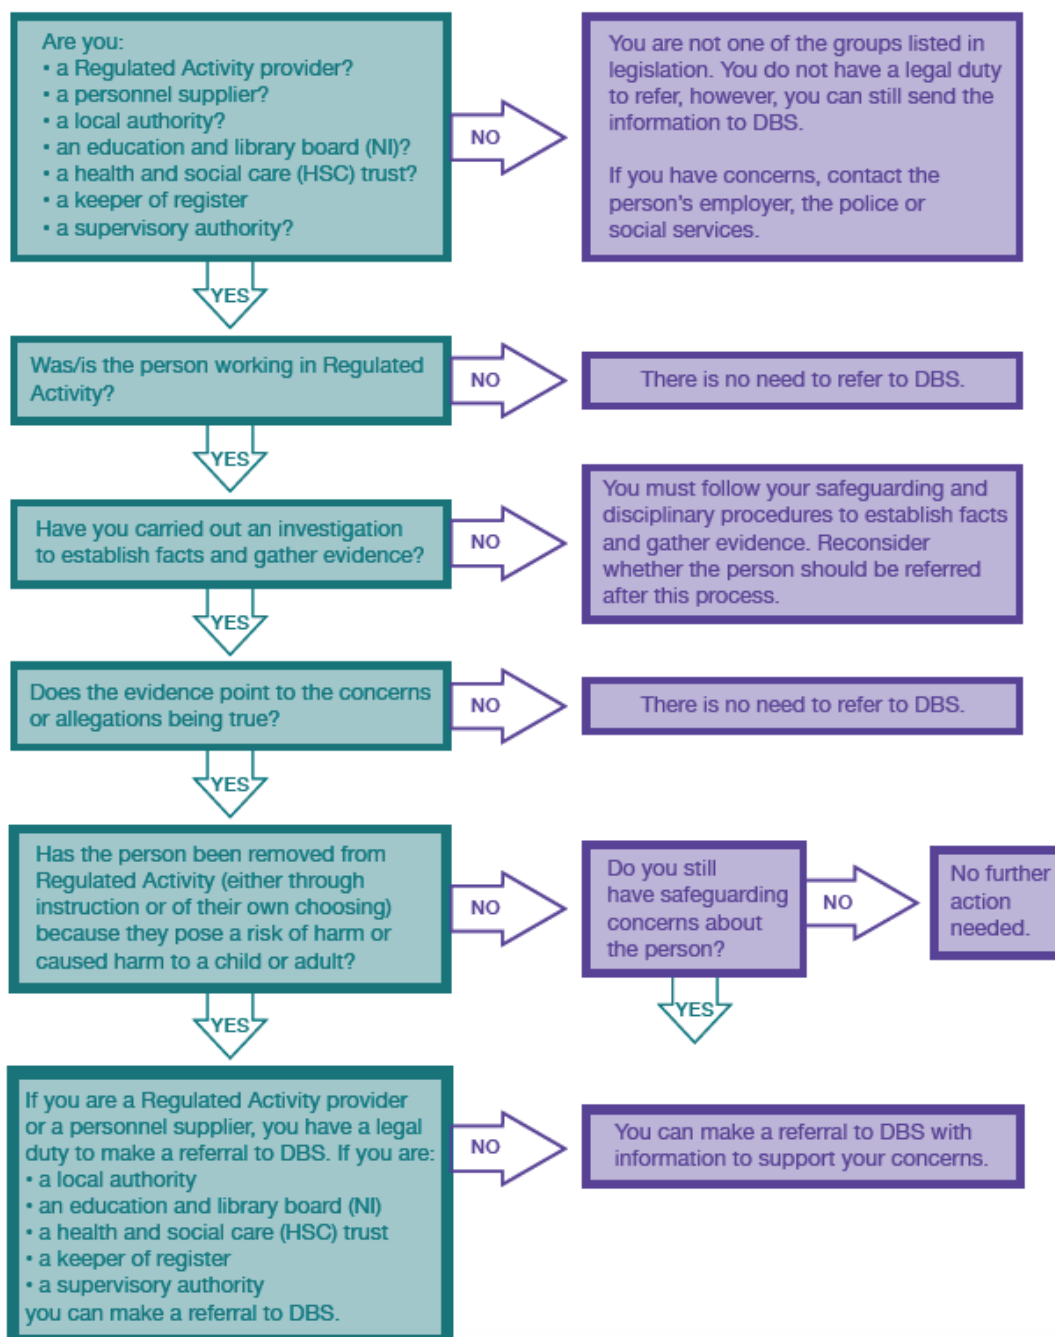 Are you:
• a Regulated Activity provider?
• a personnel supplier?
• a local authority?
• an education and library board (NI)?
• a health and social care (HSC) trust?
• a keeper of register
• a supervisory authority?
NO
You are not one of the groups listed in
legislation. You do not have a legal duty
to refer, however, you can still send the
information to DBS.
If you have concerns, contact the
person's employer, the police or
social services.
YES
Was/is the person working in Regulated
Activity?
NO
There is no need to refer to DBS.
YES
Have you carried out an investigation
to establish facts and gather evidence?
NO
You must follow your safeguarding and
disciplinary procedures to establish facts
and gather evidence. Reconsider
whether the person should be referred
after this process.
YES
Does the evidence point to the concerns
or allegations being true?
NO
There is no need to refer to DBS.
YES
Has the person been removed from
Regulated Activity (either through
instruction or of their own choosing)
because they pose a risk of harm or
caused harm to a child or adult?
NO
Do you still
have safeguarding
concerns about
the person?
NO
No further
action
needed.
YES
YES
If you are a Regulated Activity provider
or a personnel supplier, you have a legal
duty to make a referral to DBS. If you are:
• a local authority
• an education and library board (NI)
• a health and social care (HSC) trust
• a keeper of register
• a supervisory authority
you can make a referral to DBS.
NO
You can make a referral to DBS with
information to support your concerns.